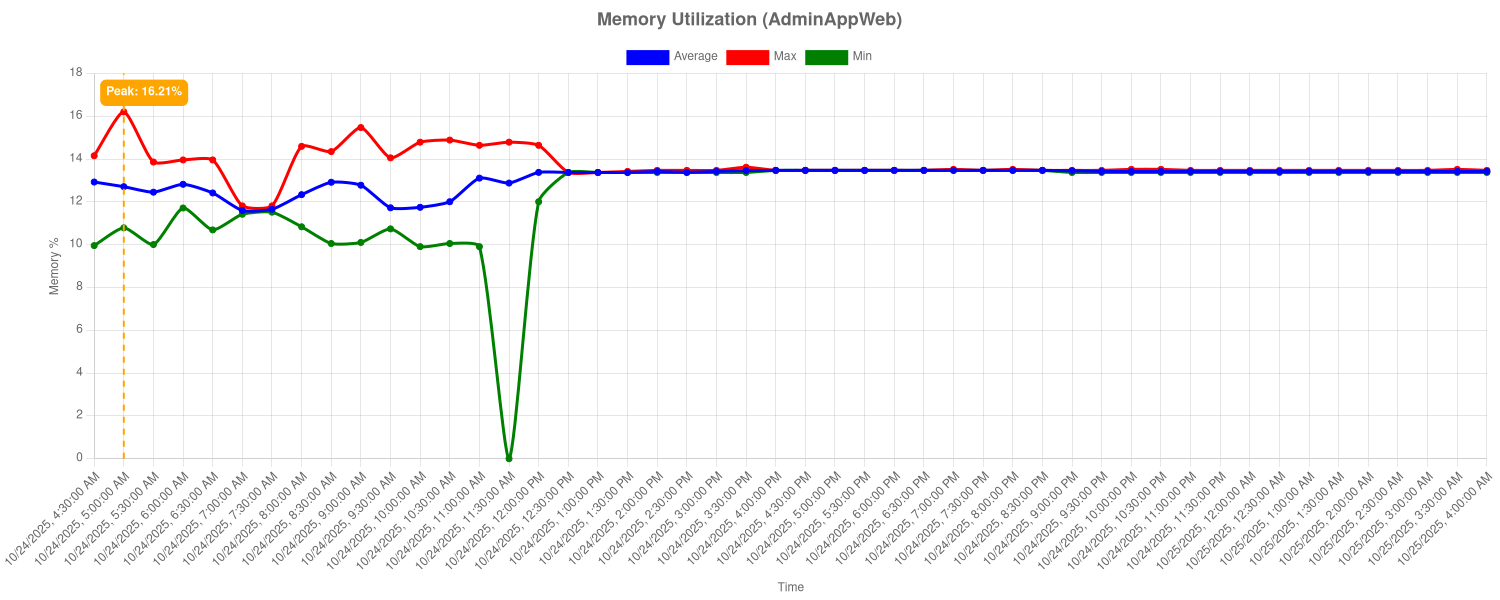 Memory Utilization (AdminAppWeb)
Average Max Min
18
Peak: 16.21%
16
14
12
10
8
6
4
2
0
Memory %
10/24/2025, 4:30:00 AM
10/24/2025, 5:00:00 AM
10/24/2025, 5:30:00 AM
10/24/2025, 6:00:00 AM
10/24/2025, 6:30:00 AM
10/24/2025, 7:00:00 AM
10/24/2025, 7:30:00 AM
10/24/2025, 8:00:00 AM
10/24/2025, 8:30:00 AM
10/24/2025, 9:00:00 AM
10/24/2025, 9:30:00 AM
10/24/2025, 10:00:00 AM
10/24/2025, 10:30:00 AM
10/24/2025, 11:00:00 AM
10/24/2025, 11:30:00 AM
10/24/2025, 12:00:00 PM
10/24/2025, 12:30:00 PM
10/24/2025, 1:00:00 PM
10/24/2025, 1:30:00 PM
10/24/2025, 2:00:00 PM
10/24/2025, 2:30:00 PM
10/24/2025, 3:00:00 PM
10/24/2025, 3:30:00 PM
10/24/2025, 4:00:00 PM
10/24/2025, 4:30:00 PM
10/24/2025, 5:00:00 PM
10/24/2025, 5:30:00 PM
10/24/2025, 6:00:00 PM
10/24/2025, 6:30:00 PM
10/24/2025, 7:00:00 PM
10/24/2025, 7:30:00 PM
10/24/2025, 8:00:00 PM
10/24/2025, 8:30:00 PM
10/24/2025, 9:00:00 PM
10/24/2025, 9:30:00 PM
10/24/2025, 10:00:00 PM
10/24/2025, 10:30:00 PM
10/24/2025, 11:00:00 PM
10/24/2025, 11:30:00 PM
10/25/2025, 12:00:00 AM
10/25/2025, 12:30:00 AM
10/25/2025, 1:00:00 AM
10/25/2025, 1:30:00 AM
10/25/2025, 2:00:00 AM
10/25/2025, 2:30:00 AM
10/25/2025, 3:00:00 AM
10/25/2025, 3:30:00 AM
10/25/2025, 4:00:00 AM
Time